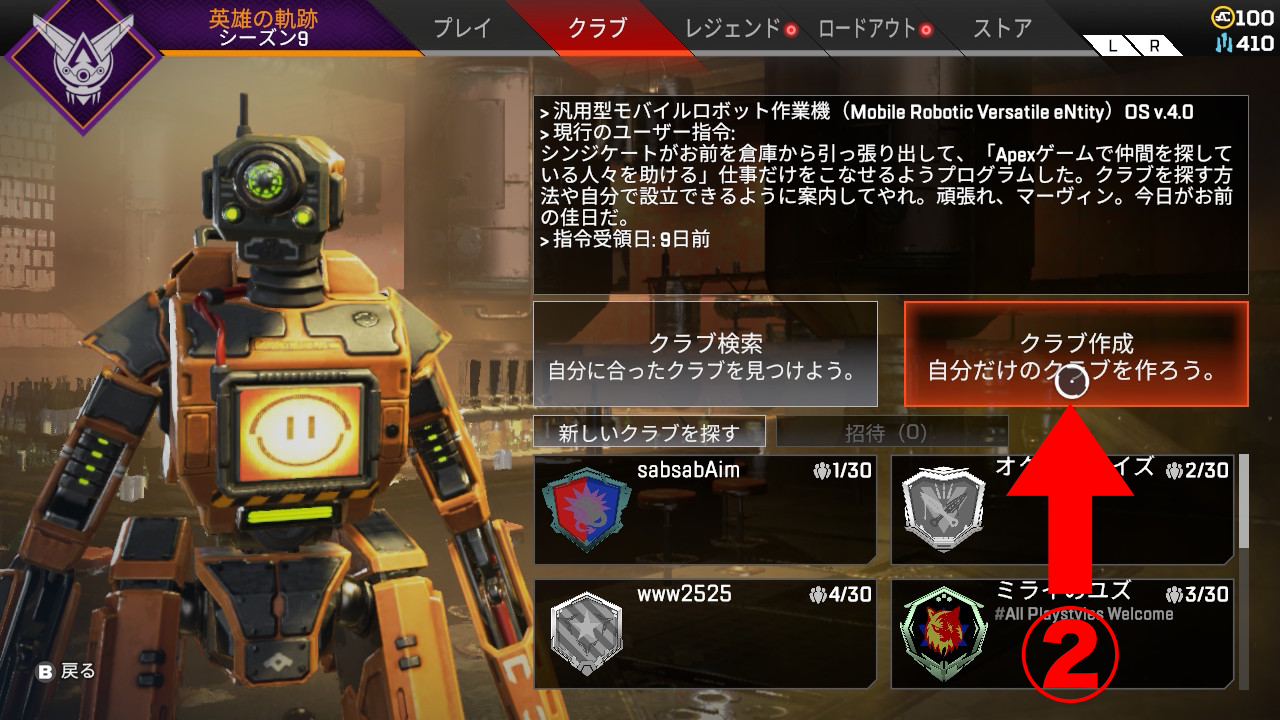 英雄の軌跡
シーズン9
プレイ
クラブ
レジェンド
ロードアウト
ストア
L
R
100
410
> 汎用型モバイルロボット作業機（Mobile Robotic Versatile eNtity）OS v.4.0
> 現行のユーザー指令:
シンジケートがお前を倉庫から引っ張り出して、「Apexゲームで仲間を探して
いる人々を助ける」仕事だけをこなせるようプログラムした。クラブを探す方
法や自分で設立できるように案内してやれ。頑張れ、マーヴィン。今日がお前
の佳日だ。
> 指令受領日: 9日前
クラブ検索
自分に合ったクラブを見つけよう。
クラブ作成
自分だけのクラブを作ろう。
新しいクラブを探す
招待（0）
sabsabAim
1/30
イズ
2/30
www2525
4/30
ミライのユズ
3/30
#All Playstyles Welcome
2
B 戻る